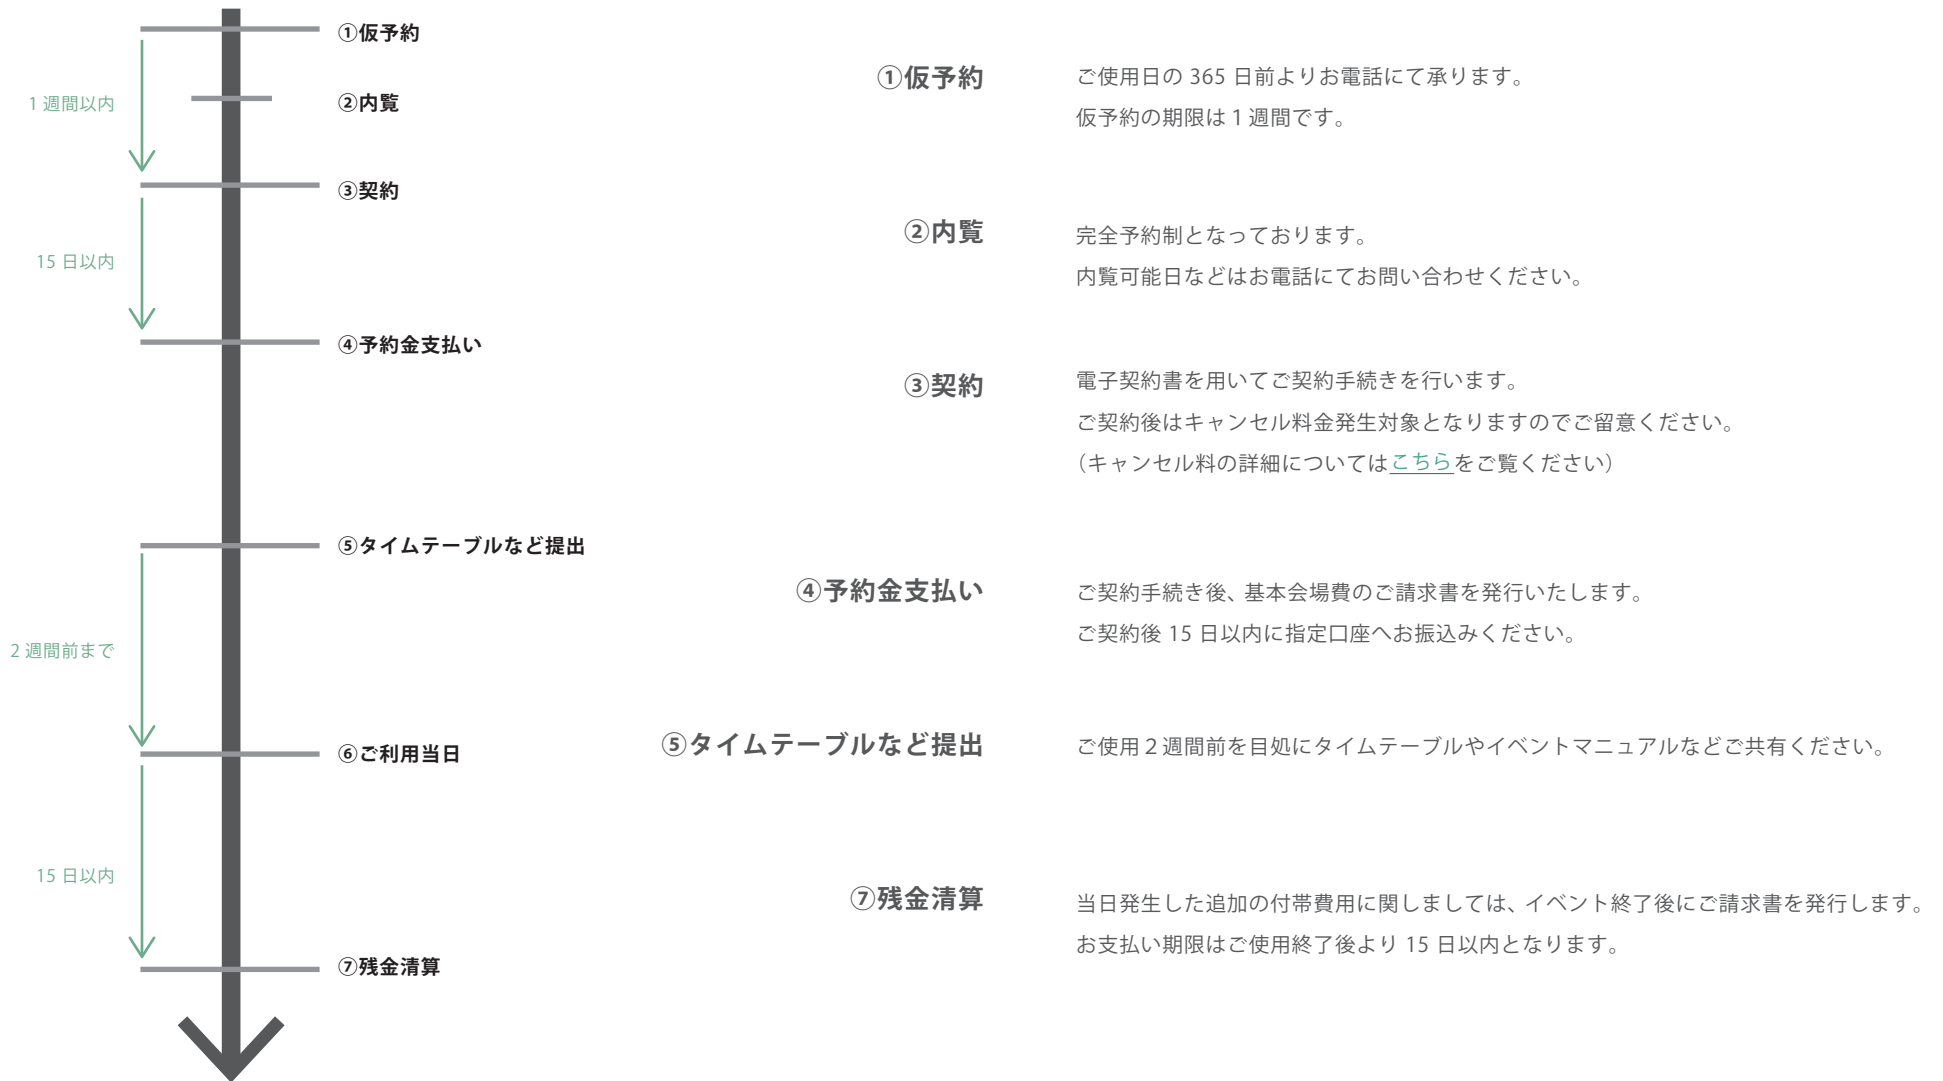 ①仮予約
1 週間以内
②内覧
③契約
15 日以内
④予約金支払い
⑤タイムテーブルなど提出
2 週間前まで
⑥ご利用当日
15 日以内
⑦残金清算
①仮予約
ご使用日の 365 日前よりお電話にて承ります。
仮予約の期限は 1 週間です。
②内覧
完全予約制となっております。
内覧可能日などはお電話にてお問い合わせください。
③契約
電子契約書を用いてご契約手続きを行います。
ご契約後はキャンセル料金発生対象となりますのでご留意ください。
（キャンセル料の詳細についてはこちらをご覧ください）
④予約金支払い
ご契約手続き後、基本会場費のご請求書を発行いたします。
ご契約後 15 日以内に指定口座へお振込みください。
⑤タイムテーブルなど提出
ご使用 2 週間前を目処にタイムテーブルやイベントマニュアルなどご共有ください。
⑦残金清算
当日発生した追加の付帯費用に関しましては、イベント終了後にご請求書を発行します。
お支払い期限はご使用終了後より 15 日以内となります。